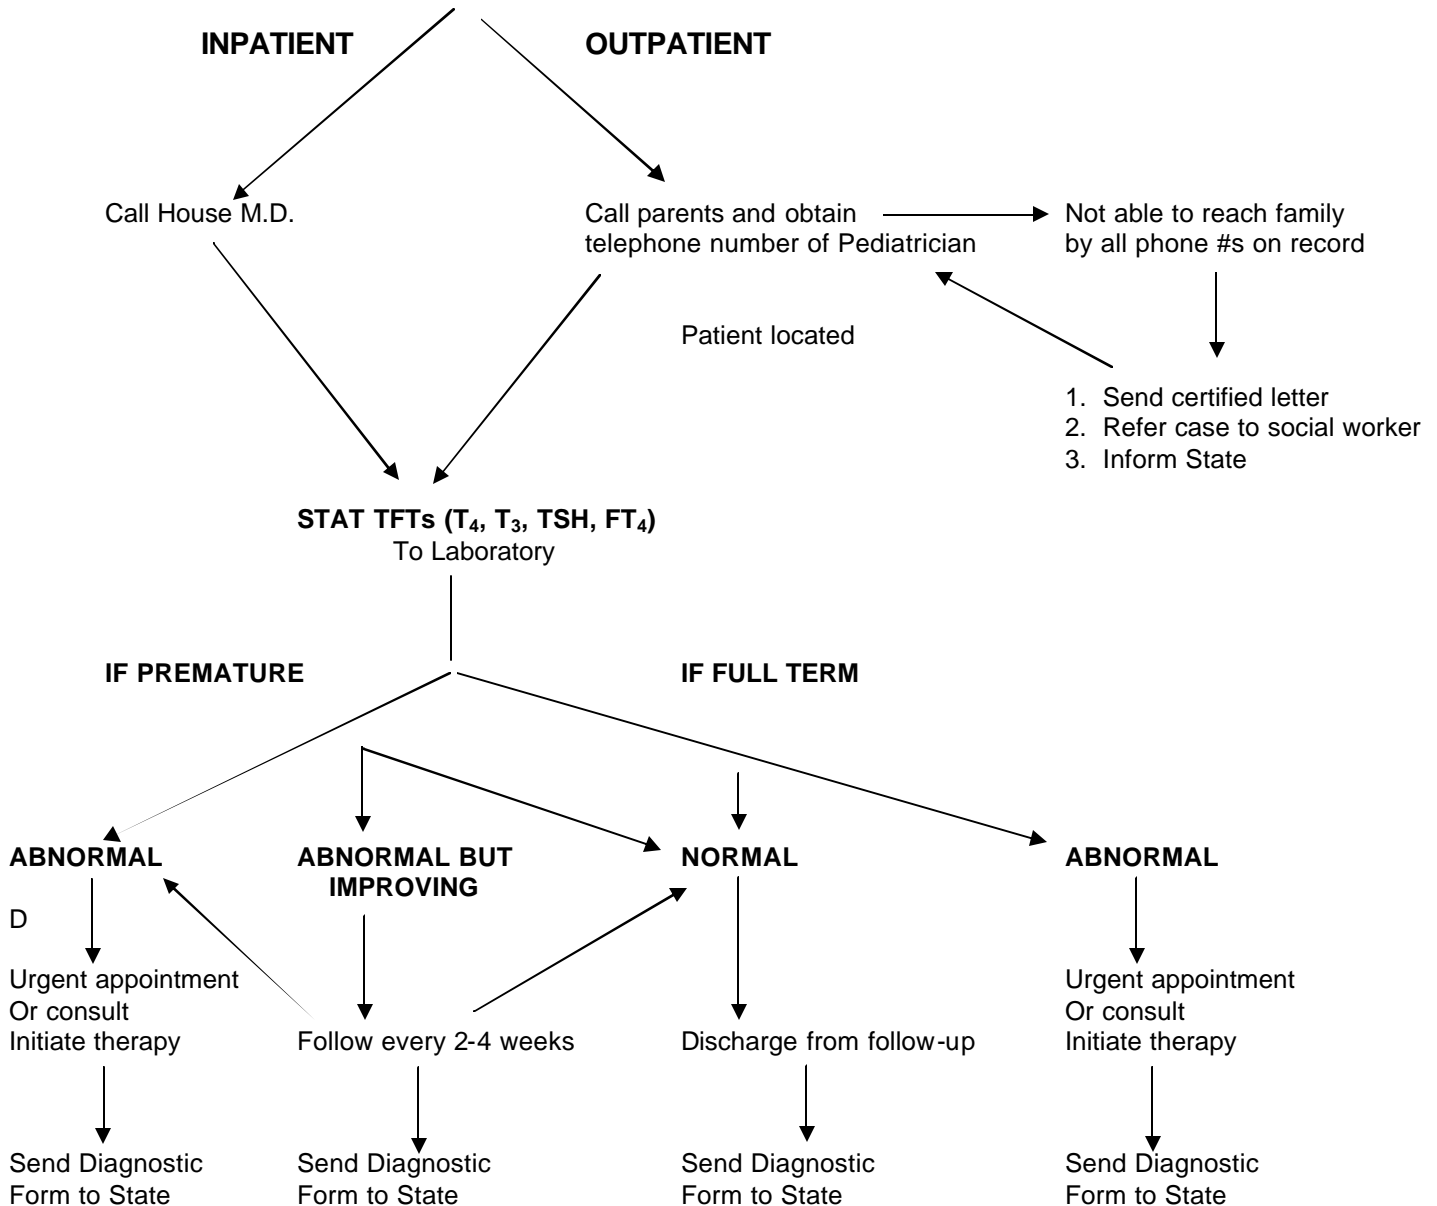 INPATIENT
OUTPATIENT
Call House M.D.
Call parents and obtain
telephone number of Pediatrician
Not able to reach family
by all phone #s on record
Patient located
1. Send certified letter
2. Refer case to social worker
3. Inform State
STAT TFTs (T₄, T₃, TSH, FT₄)
To Laboratory
IF PREMATURE
IF FULL TERM
ABNORMAL
ABNORMAL BUT
IMPROVING
NORMAL
ABNORMAL
D
Urgent appointment
Or consult
Initiate therapy
Follow every 2-4 weeks
Discharge from follow-up
Urgent appointment
Or consult
Initiate therapy
Send Diagnostic
Form to State
Send Diagnostic
Form to State
Send Diagnostic
Form to State
Send Diagnostic
Form to State